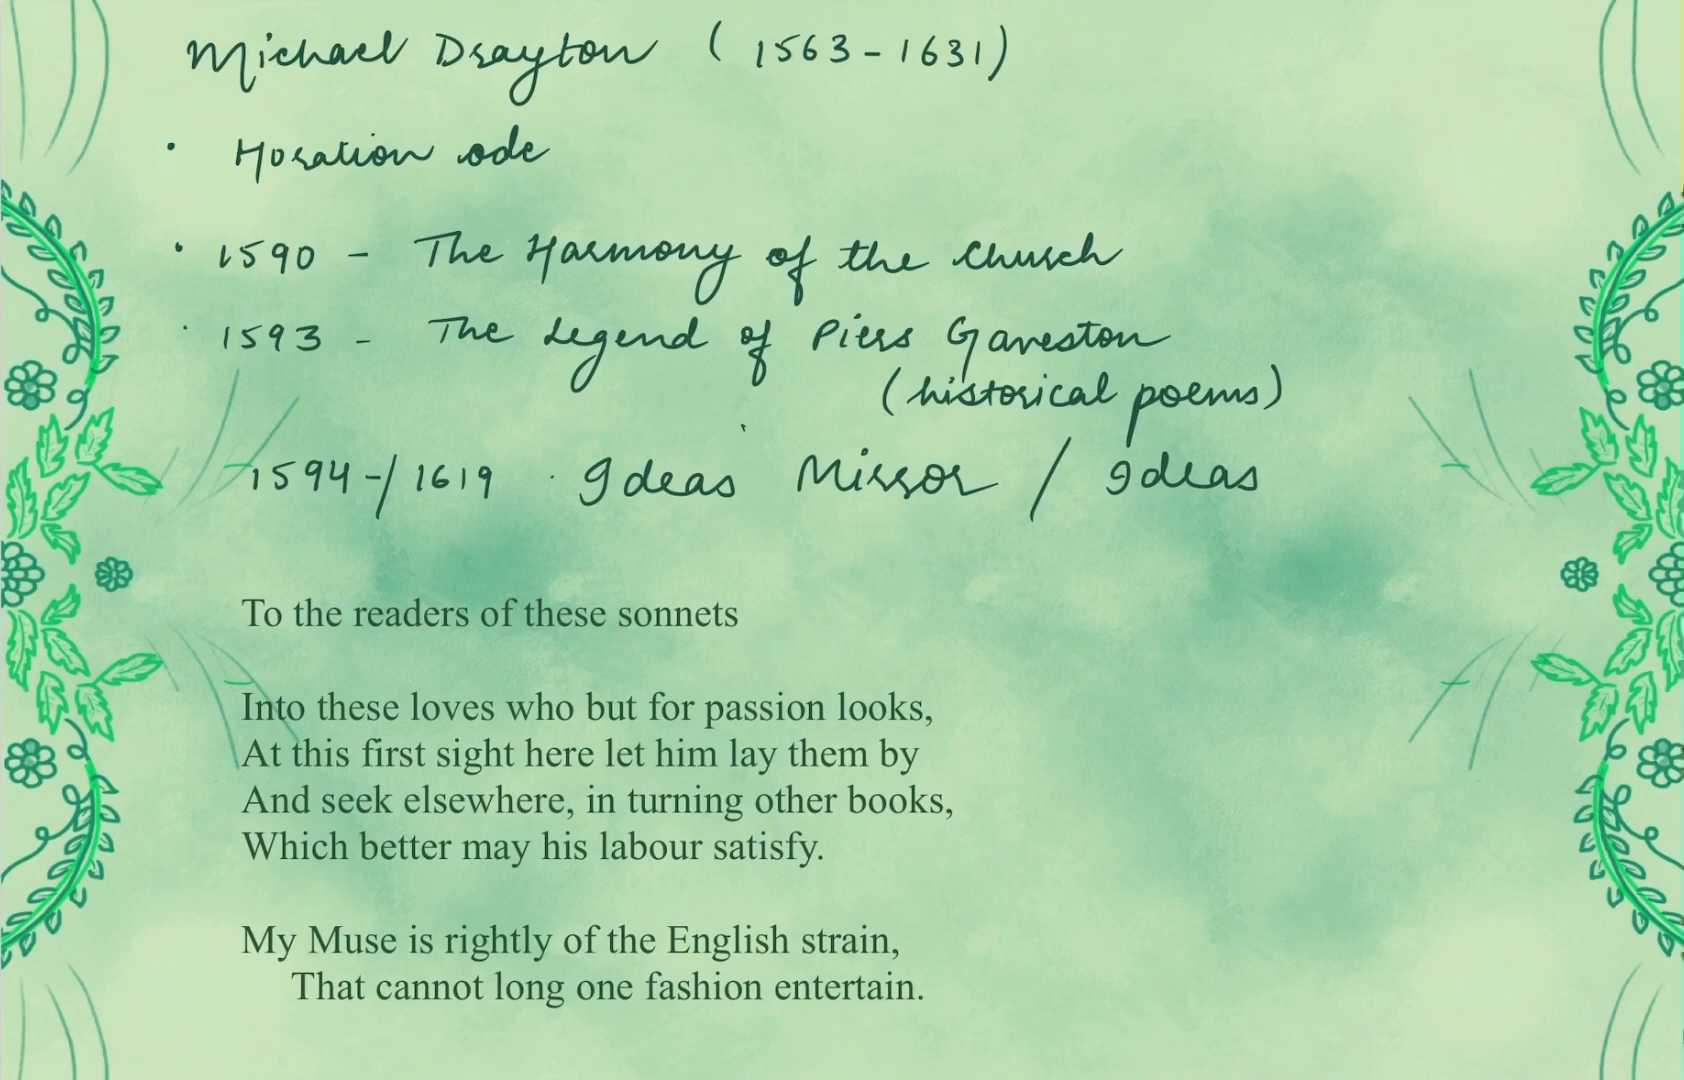 Michael Drayton (1563-1631)
• Horation ode
• 1590 - The Harmony of the Church
• 1593 - The Legend of Piers Gaveston
(historical poems)
1594-/1619 · Ideas Mirror / Ideas
To the readers of these sonnets
Into these loves who but for passion looks,
At this first sight here let him lay them by
And seek elsewhere, in turning other books,
Which better may his labour satisfy.
My Muse is rightly of the English strain,
That cannot long one fashion entertain.